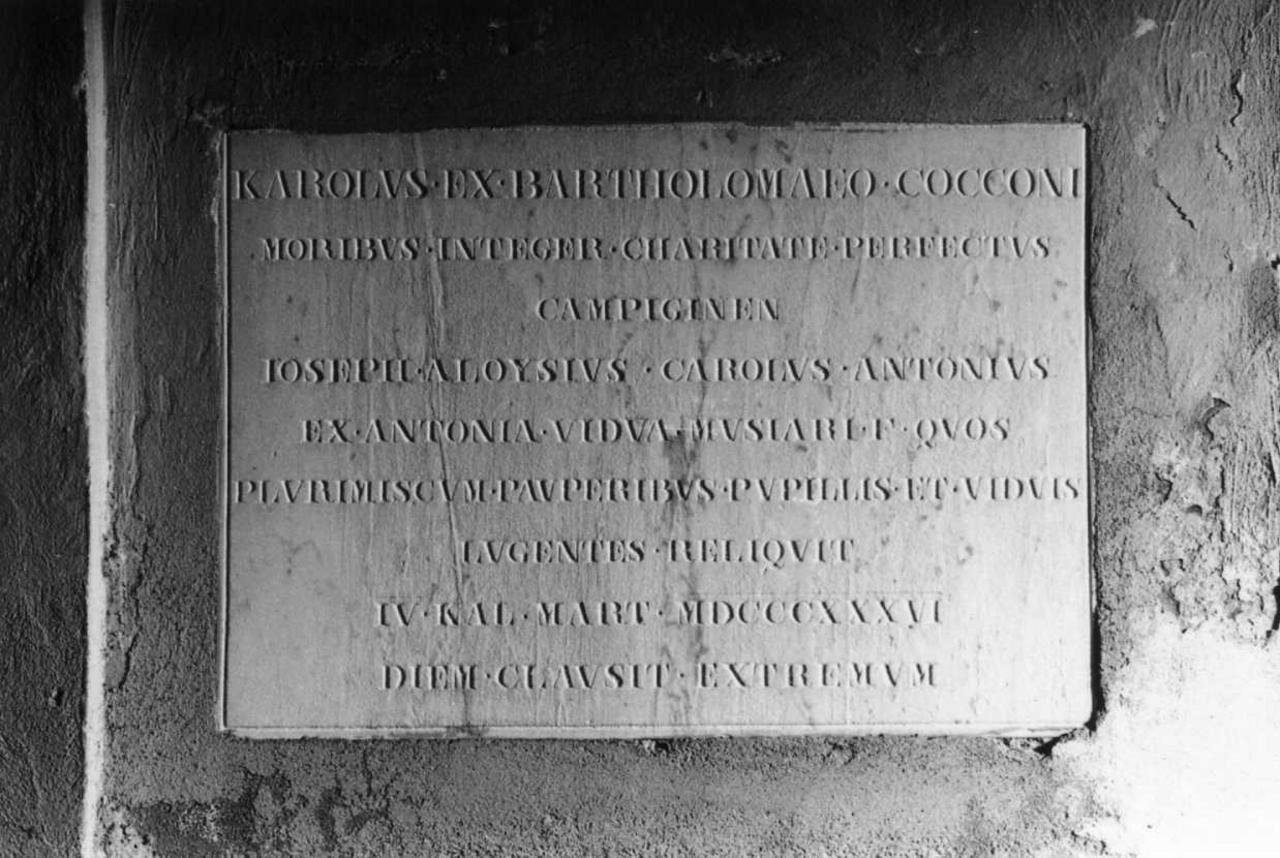 KAROLVS·EX·BARTHOLOMAEO·COCCONI
MORIBVS·INTEGER·CHARITATE·PERFECTVS
CAMPIGINEN
IOSEPH·ALOYSIVS·CAROLVS·ANTONIVS
EX·ANTONIA·VIDVA·MVSIARI·F·QVOS
PLVRIMISCVM·PAVPERIBVS·PVPILLIS·ET·VIDVIS
LVGENTES·RELIQVIT
IV·KAL·MART·MDCCCXXXVI
DIEM·CLAVSIT·EXTREMVM